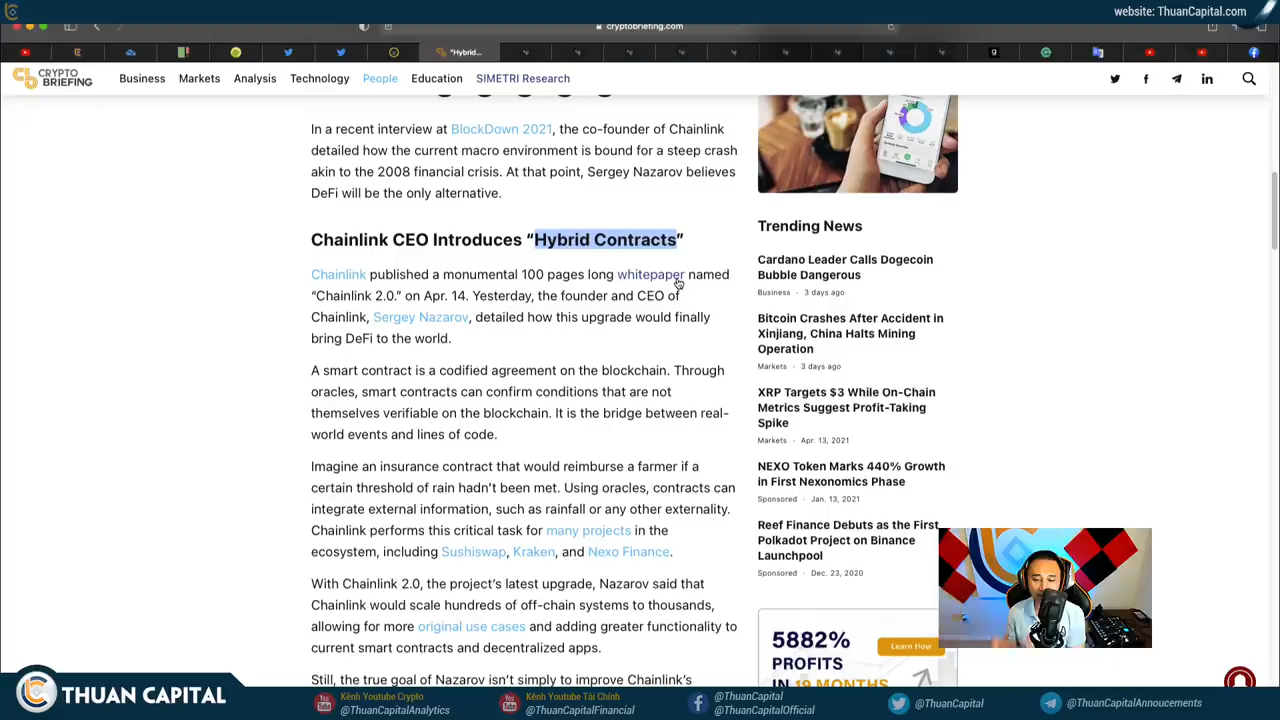 website: ThuanCapital.com
cryptobriefing.com
"Hybrid...
CRYPTO
BRIEFING
Business Markets Analysis Technology People Education SIMETRI Research
In a recent interview at BlockDown 2021, the co-founder of Chainlink
detailed how the current macro environment is bound for a steep crash
akin to the 2008 financial crisis. At that point, Sergey Nazarov believes
DeFi will be the only alternative.
Chainlink CEO Introduces “Hybrid Contracts”
Chainlink published a monumental 100 pages long whitepaper named
“Chainlink 2.0.” on Apr. 14. Yesterday, the founder and CEO of
Chainlink, Sergey Nazarov, detailed how this upgrade would finally
bring DeFi to the world.
A smart contract is a codified agreement on the blockchain. Through
oracles, smart contracts can confirm conditions that are not
themselves verifiable on the blockchain. It is the bridge between real-
world events and lines of code.
Imagine an insurance contract that would reimburse a farmer if a
certain threshold of rain hadn’t been met. Using oracles, contracts can
integrate external information, such as rainfall or any other externality.
Chainlink performs this critical task for many projects in the
ecosystem, including Sushiswap, Kraken, and Nexo Finance.
With Chainlink 2.0, the project’s latest upgrade, Nazarov said that
Chainlink would scale hundreds of off-chain systems to thousands,
allowing for more original use cases and adding greater functionality to
current smart contracts and decentralized apps.
Still, the true goal of Nazarov isn’t simply to improve Chainlink’s
Trending News
Cardano Leader Calls Dogecoin
Bubble Dangerous
Business · 3 days ago
Bitcoin Crashes After Accident in
Xinjiang, China Halts Mining
Operation
Markets · 3 days ago
XRP Targets $3 While On-Chain
Metrics Suggest Profit-Taking
Spike
Markets · Apr. 13, 2021
NEXO Token Marks 440% Growth
in First Nexonomics Phase
Sponsored · Jan. 13, 2021
Reef Finance Debuts as the First
Polkadot Project on Binance
Launchpool
Sponsored · Dec. 23, 2020
5882%
PROFITS
IN 19 MONTHS
Learn How
THUAN CAPITAL
Kênh Youtube Crypto
@ThuanCapitalAnalytics
Kênh Youtube Tài Chính
@ThuanCapitalFinancial
@ThuanCapital
@ThuanCapitalOfficial
@ThuanCapital
@ThuanCapitalAnnoucements